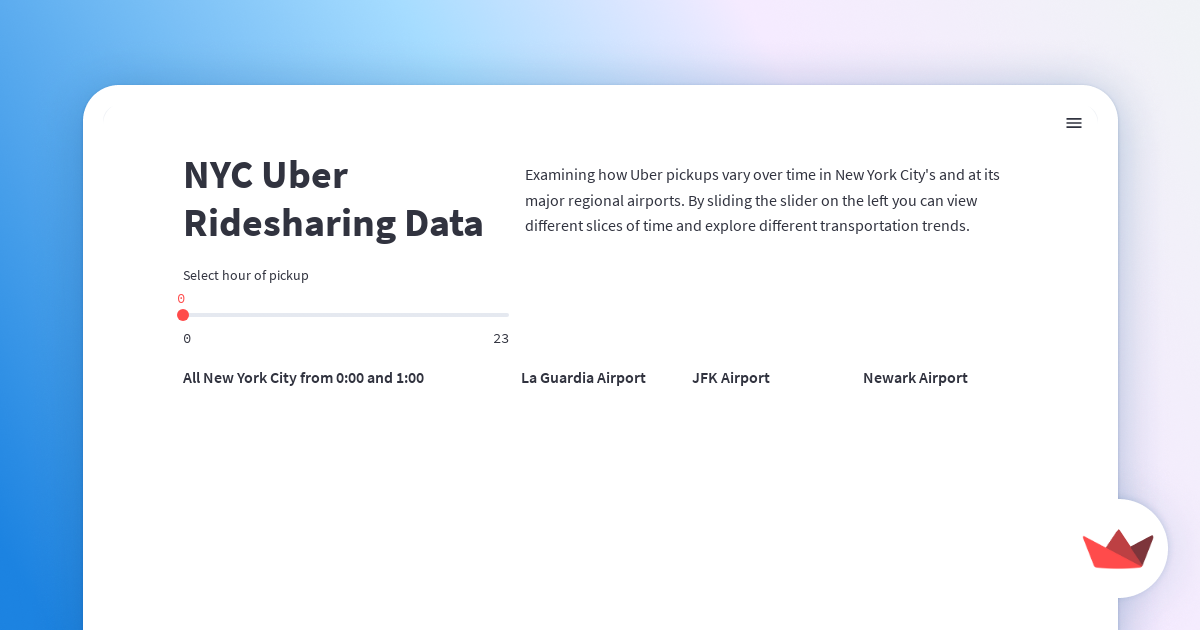 NYC Uber
Ridesharing Data
Examining how Uber pickups vary over time in New York City's and at its
major regional airports. By sliding the slider on the left you can view
different slices of time and explore different transportation trends.
Select hour of pickup
0
0 23
All New York City from 0:00 and 1:00 La Guardia Airport JFK Airport Newark Airport